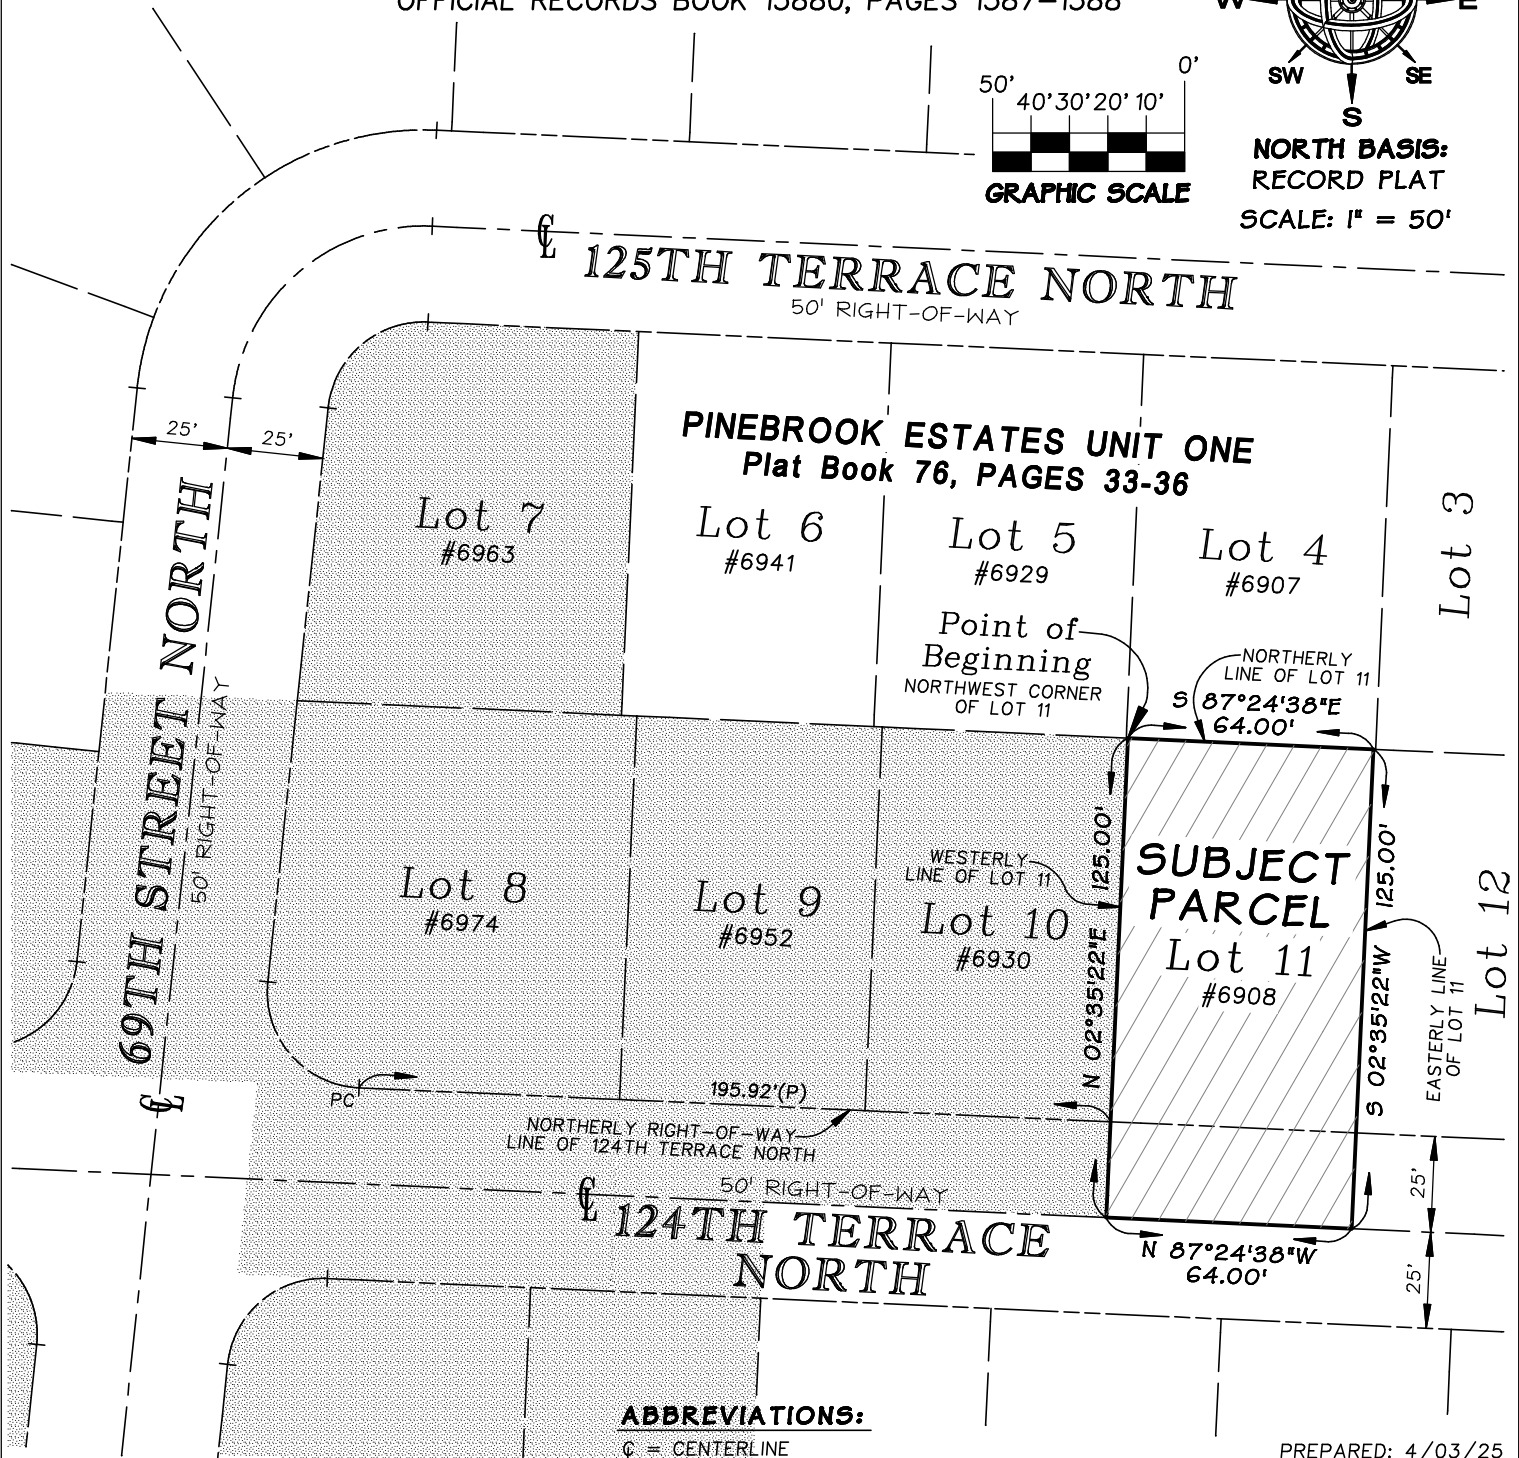 OFFICIAL RECORDS BOOK 15880, PAGES 1587-1588
W
E
SW
SE
S
NORTH BASIS:
RECORD PLAT
SCALE: 1" = 50'
50'
40' 30' 20' 10'
0'
GRAPHIC SCALE
℄
125TH TERRACE NORTH
50' RIGHT-OF-WAY
25'
25'
PINEBROOK ESTATES UNIT ONE
Plat Book 76, PAGES 33-36
Lot 7
#6963
Lot 6
#6941
Lot 5
#6929
Lot 4
#6907
Lot 3
69TH STREET NORTH
50' RIGHT-OF-WAY
℄
Point of
Beginning
NORTHWEST CORNER
OF LOT 11
NORTHERLY
LINE OF LOT 11
S 87°24'38"E
64.00'
Lot 8
#6974
Lot 9
#6952
WESTERLY
LINE OF LOT 11
Lot 10
#6930
N 02°35'22"E 125.00'
SUBJECT
PARCEL
Lot 11
#6908
S 02°35'22"W 125.00'
EASTERLY LINE
OF LOT 11
Lot 12
PC
195.92'(P)
NORTHERLY RIGHT-OF-WAY
LINE OF 124TH TERRACE NORTH
50' RIGHT-OF-WAY
℄
124TH TERRACE
NORTH
N 87°24'38"W
64.00'
25'
25'
ABBREVIATIONS:
℄ = CENTERLINE
PREPARED: 4/03/25